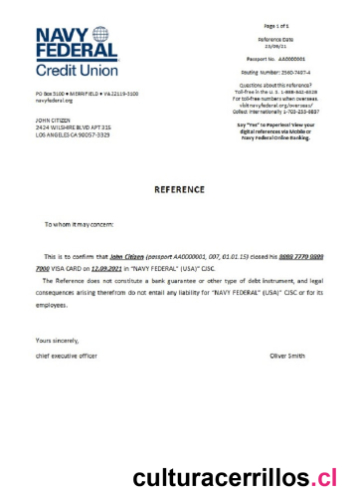 NAVY
FEDERAL
Credit Union
PO Box 3100 • MERRIFIELD • VA 22119-3100
navyfederal.org
JOHN CITIZEN
2424 WILSHIRE BLVD APT 315
LOS ANGELES CA 90057-3325
Page 1 of 1
Reference Date
Passport No. AA0000001
Routing Number: 2560-7497-4
Questions about this reference?
Toll-free in the U.S. 1-888-842-6328
For toll-free numbers when overseas,
visit navyfederal.org/overseas/
Collect internationally 1-703-255-8837
Say "Yes" to Paperless! View your
digital references via Mobile or
Navy Federal Online Banking.
REFERENCE
To whom it may concern:
This is to confirm that John Citizen (passport AA0000001, 007, 01.01.15) closed his 8888 7770 9999
7000 VISA CARD on 12.09.2021 in "NAVY FEDERAL" (USA)" CJSC.
The Reference does not constitute a bank guarantee or other type of debt instrument, and legal
consequences arising therefrom do not entail any liability for "NAVY FEDERAL" (USA)" CJSC or for its
employees.
Yours sincerely,
chief executive officer
Oliver Smith
culturacerrillos.cl